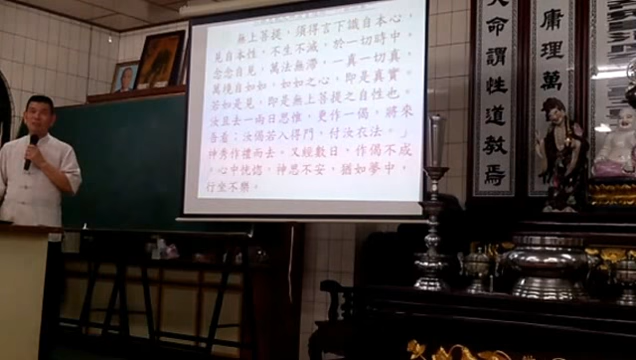 無上菩提，須得言下識自本心，
見自本性，不生不滅，於一切時中，
念念自見，萬法無滯，一真一切真，
萬境自如如，如如之心，即是真實。
若如是見，即是無上菩提之自性也。
汝且去一兩日思惟，更作一偈，將來
吾看；汝偈若入得門，付汝衣法。」
神秀作禮而去。又經數日，作偈不成，
心中恍惚，神思不安，猶如夢中，
行坐不樂。
天命謂性道教焉
庸理萬